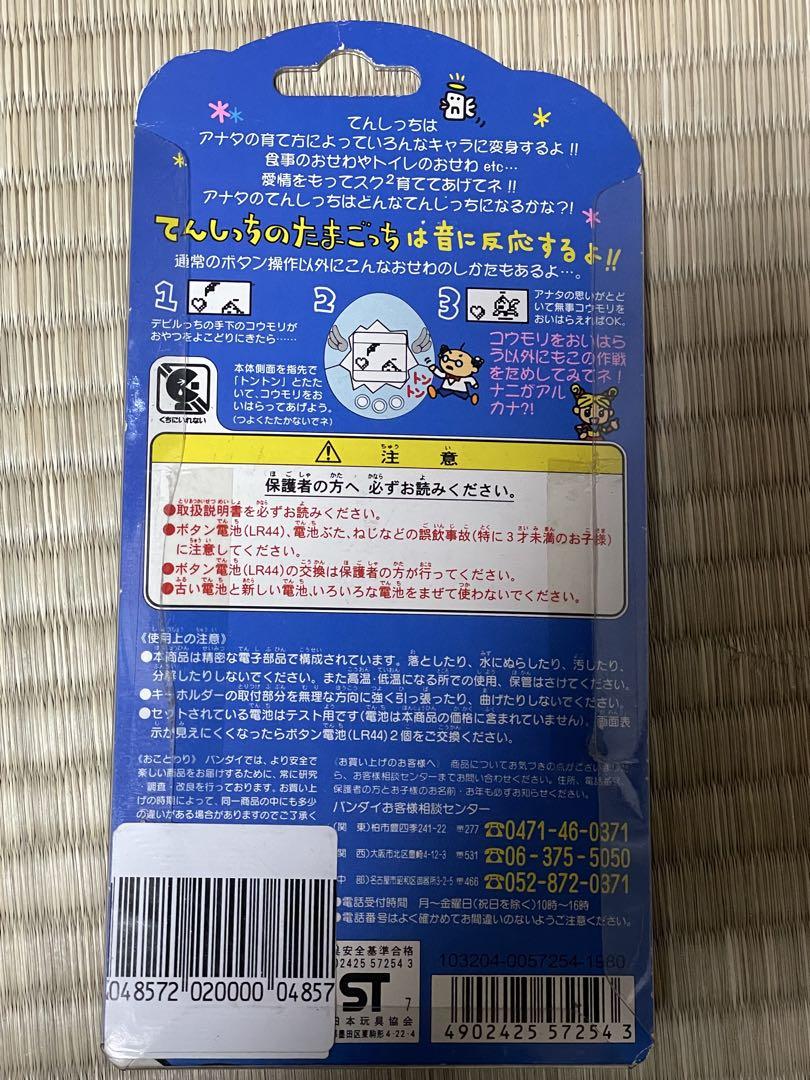 てんしっちは
アナタの育て方によっていろんなキャラに変身するよ!!
食事のおせわやトイレのおせわ etc…
愛情をもってスク2育ててあげてネ!!
アナタのてんしっちはどんなてんじっちになるかな?!
てんしっちのたまごっちは音に反応するよ!!
通常のボタン操作以外にこんなおせわのしかたもあるよ…。
1
デビルっちの手下のコウモリが
おやつをよこどりにきたら……
2
本体側面を指先で
「トントン」とたた
いて、コウモリをお
いはらってあげよう。
(つよくたたかないでネ)
トントン
3
アナタの思いがとど
いて無事コウモリを
おいはらえればOK。
コウモリをおいはら
う以外にもこの作戦
をためしてみてネ!
ナニがアル
カナ?!
くちにいれない
注意
保護者の方へ 必ずお読みください。
●取扱説明書を必ずお読みください。
●ボタン電池(LR44)、電池ぶた、ねじなどの誤飲事故(特に3才未満のお子様)
に注意してください。
●ボタン電池(LR44)の交換は保護者の方が行ってください。
●古い電池と新しい電池、いろいろな電池をまぜて使わないでください。
《使用上の注意》
●本商品は精密な電子部品で構成されています。落としたり、水にぬらしたり、汚したり、
分解したりしないでください。また高温・低温になる所での使用、保管はさけてください。
●キーホルダーの取付部分を無理な方向に強く引っ張ったり、曲げたりしないでください。
●セットされている電池はテスト用です(電池は本商品の価格に含まれていません)。画面表
示が見えにくくなったらボタン電池(LR44)2個をご交換ください。
《おことわり》バンダイでは、より安全で
楽しい商品をお届けするために、常に研究
・調査・改良を行っております。お買い上
げの時期によって、同一商品の中にも多少
の違いがある場合がありますのでご了承く
《お買い上げのお客様へ》商品についてお気づきの点がございまし
たら、お客様相談センターまでお問い合わせください。住所、電話番号、
保護者の方とお子様のお名前・お年も必ずお知らせください。
バンダイお客様相談センター
(関 東)柏市豊四季241-22 〒277 ☎0471-46-0371
関 西)大阪市北区豊崎4-12-3 〒531 ☎06-375-5050
中 部)名古屋市昭和区御器所3-2-5 〒466 ☎052-872-0371
●電話受付時間 月〜金曜日(祝日を除く)10時〜16時
●電話番号はよく確かめてお間違いのないようご注意ください。
048572 020000 04857
具安全基準合格
02425 57254 3
ST
7
日本玩具協会
墨田区東駒形4-22-4
103204-0057254-1980
4902425 572543